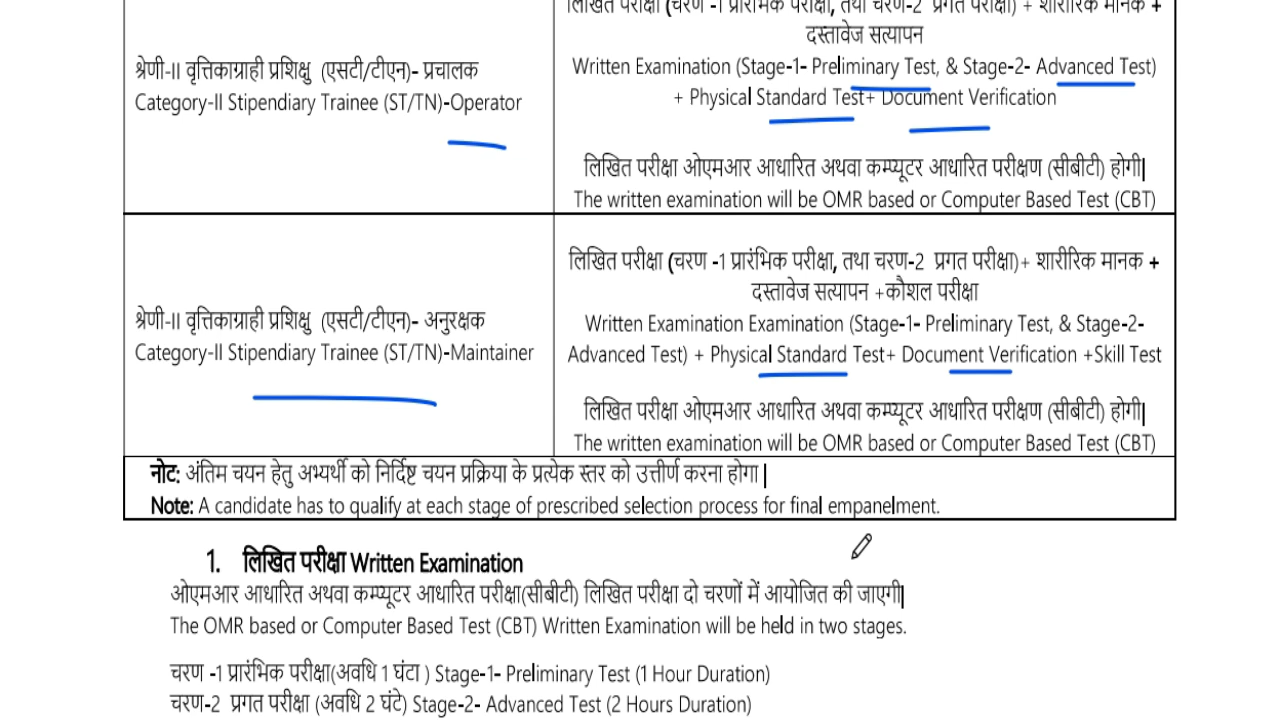 लिखित परीक्षा (चरण -1 प्रारंभिक परीक्षा, तथा चरण-2 प्रगत परीक्षा) + शारीरिक मानक +
दस्तावेज सत्यापन
श्रेणी-II वृत्तिकाग्राही प्रशिक्षु (एसटी/टीएन)- प्रचालक
Category-II Stipendiary Trainee (ST/TN)-Operator
Written Examination (Stage-1- Preliminary Test, & Stage-2- Advanced Test)
+ Physical Standard Test+ Document Verification
लिखित परीक्षा ओएमआर आधारित अथवा कम्प्यूटर आधारित परीक्षण (सीबीटी) होगी|
The written examination will be OMR based or Computer Based Test (CBT)
लिखित परीक्षा (चरण -1 प्रारंभिक परीक्षा, तथा चरण-2 प्रगत परीक्षा)+ शारीरिक मानक +
दस्तावेज सत्यापन +कौशल परीक्षा
श्रेणी-II वृत्तिकाग्राही प्रशिक्षु (एसटी/टीएन)- अनुरक्षक
Category-II Stipendiary Trainee (ST/TN)-Maintainer
Written Examination Examination (Stage-1- Preliminary Test, & Stage-2-
Advanced Test) + Physical Standard Test+ Document Verification +Skill Test
लिखित परीक्षा ओएमआर आधारित अथवा कम्प्यूटर आधारित परीक्षण (सीबीटी) होगी|
The written examination will be OMR based or Computer Based Test (CBT)
नोट: अंतिम चयन हेतु अभ्यर्थी को निर्दिष्ट चयन प्रक्रिया के प्रत्येक स्तर को उत्तीर्ण करना होगा|
Note: A candidate has to qualify at each stage of prescribed selection process for final empanelment.
1. लिखित परीक्षा Written Examination
ओएमआर आधारित अथवा कम्प्यूटर आधारित परीक्षा(सीबीटी) लिखित परीक्षा दो चरणों में आयोजित की जाएगी|
The OMR based or Computer Based Test (CBT) Written Examination will be held in two stages.
चरण -1 प्रारंभिक परीक्षा(अवधि 1 घंटा ) Stage-1- Preliminary Test (1 Hour Duration)
चरण-2 प्रगत परीक्षा (अवधि 2 घंटे) Stage-2- Advanced Test (2 Hours Duration)